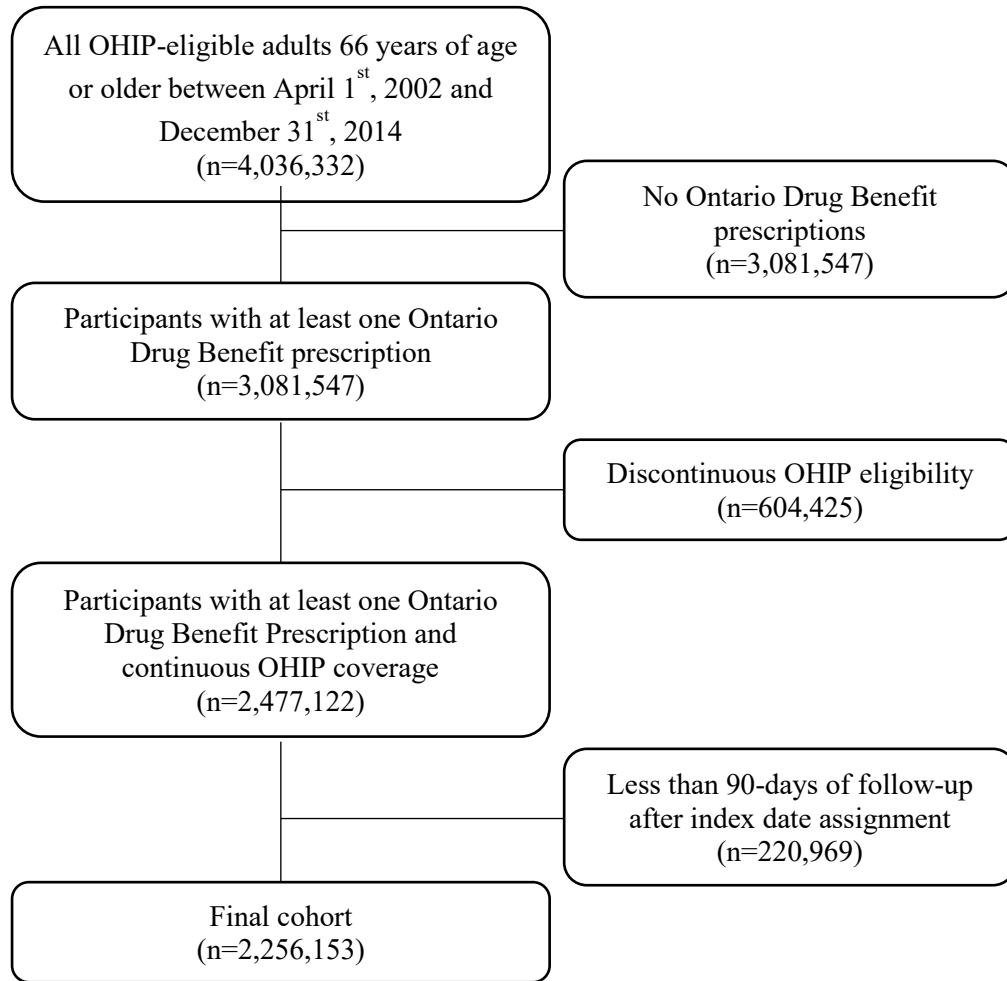 All OHIP-eligible adults 66 years of age
or older between April 1st, 2002 and
December 31st, 2014
(n=4,036,332)
No Ontario Drug Benefit
prescriptions
(n=3,081,547)
Participants with at least one Ontario
Drug Benefit prescription
(n=3,081,547)
Discontinuous OHIP eligibility
(n=604,425)
Participants with at least one Ontario
Drug Benefit Prescription and
continuous OHIP coverage
(n=2,477,122)
Less than 90-days of follow-up
after index date assignment
(n=220,969)
Final cohort
(n=2,256,153)